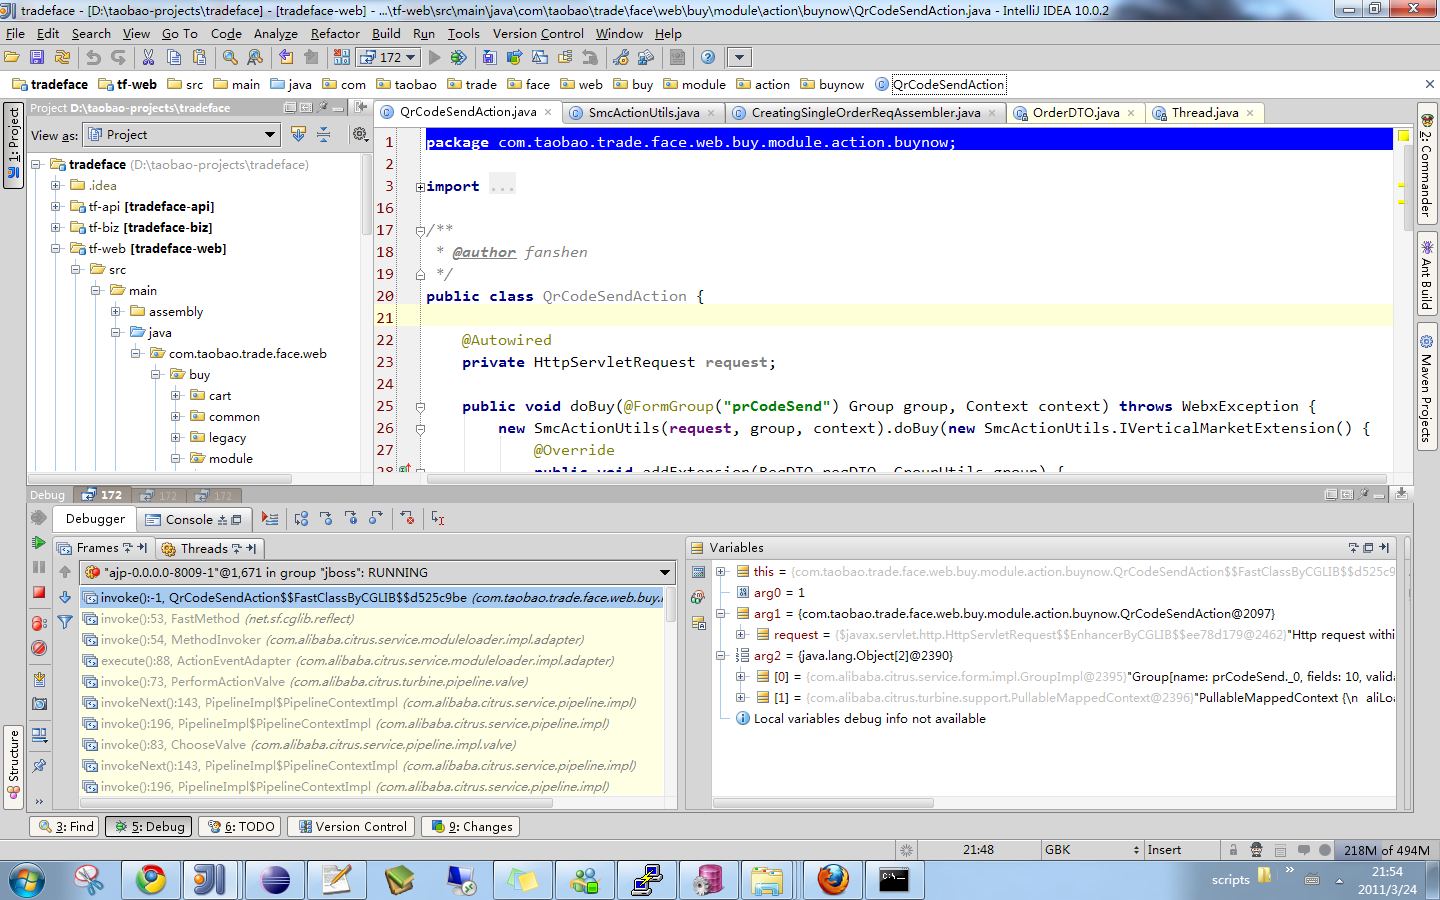 tradeface - [D:\taobao-projects\tradeface] - [tradeface-web] - ...\tf-web\src\main\java\com\taobao\trade\face\web\buy\module\action\buynow\QrCodeSendAction.java - IntelliJ IDEA 10.0.2
File Edit Search View Go To Code Analyze Refactor Build Run Tools Version Control Window Help
172
tradeface tf-web src main java com taobao trade face web buy module action buynow QrCodeSendAction
1: Project
Structure
Project D:\taobao-projects\tradeface
View as: Project
tradeface (D:\taobao-projects\tradeface)
.idea
tf-api [tradeface-api]
tf-biz [tradeface-biz]
tf-web [tradeface-web]
src
main
assembly
java
com.taobao.trade.face.web
buy
cart
common
legacy
module
QrCodeSendAction.java SmcActionUtils.java CreatingSingleOrderReqAssembler.java OrderDTO.java Thread.java
1 package com.taobao.trade.face.web.buy.module.action.buynow;
2
3 import ...
16
17 /**
18 * @author fanshen
19 */
20 public class QrCodeSendAction {
21
22 @Autowired
23 private HttpServletRequest request;
24
25 public void doBuy(@FormGroup("prCodeSend") Group group, Context context) throws WebxException {
26 new SmcActionUtils(request, group, context).doBuy(new SmcActionUtils.IVerticalMarketExtension() {
27 @Override
28 public void addExtension(ReqDTO reqDTO, GroupUtils group) {
2: Commander
Ant Build
Maven Projects
Debug 172 172 172
Debugger Console
Frames Threads
"ajp-0.0.0.0-8009-1"@1,671 in group "jboss": RUNNING
invoke():-1, QrCodeSendAction$$FastClassByCGLIB$$d525c9be (com.taobao.trade.face.web.buy.
invoke():53, FastMethod (net.sf.cglib.reflect)
invoke():54, MethodInvoker (com.alibaba.citrus.service.moduleloader.impl.adapter)
execute():88, ActionEventAdapter (com.alibaba.citrus.service.moduleloader.impl.adapter)
invoke():73, PerformActionValve (com.alibaba.citrus.turbine.pipeline.valve)
invokeNext():143, PipelineImpl$PipelineContextImpl (com.alibaba.citrus.service.pipeline.impl)
invoke():196, PipelineImpl$PipelineContextImpl (com.alibaba.citrus.service.pipeline.impl)
invoke():83, ChooseValve (com.alibaba.citrus.service.pipeline.impl.valve)
invokeNext():143, PipelineImpl$PipelineContextImpl (com.alibaba.citrus.service.pipeline.impl)
invoke():196, PipelineImpl$PipelineContextImpl (com.alibaba.citrus.service.pipeline.impl)
Variables
this = {com.taobao.trade.face.web.buy.module.action.buynow.QrCodeSendAction$$FastClassByCGLIB$$d525c9
arg0 = 1
arg1 = {com.taobao.trade.face.web.buy.module.action.buynow.QrCodeSendAction@2097}
request = {$javax.servlet.http.HttpServletRequest$$EnhancerByCGLIB$$ee78d179@2462}"Http request withi
arg2 = {java.lang.Object[2]@2390}
[0] = {com.alibaba.citrus.service.form.impl.GroupImpl@2395}"Group[name: prCodeSend._0, fields: 10, valida
[1] = {com.alibaba.citrus.turbine.support.PullableMappedContext@2396}"PullableMappedContext {\n aliLoa
Local variables debug info not available
3: Find 5: Debug 6: TODO Version Control 9: Changes
21:48 GBK Insert 218M of 494M
scripts » 21:54
2011/3/24